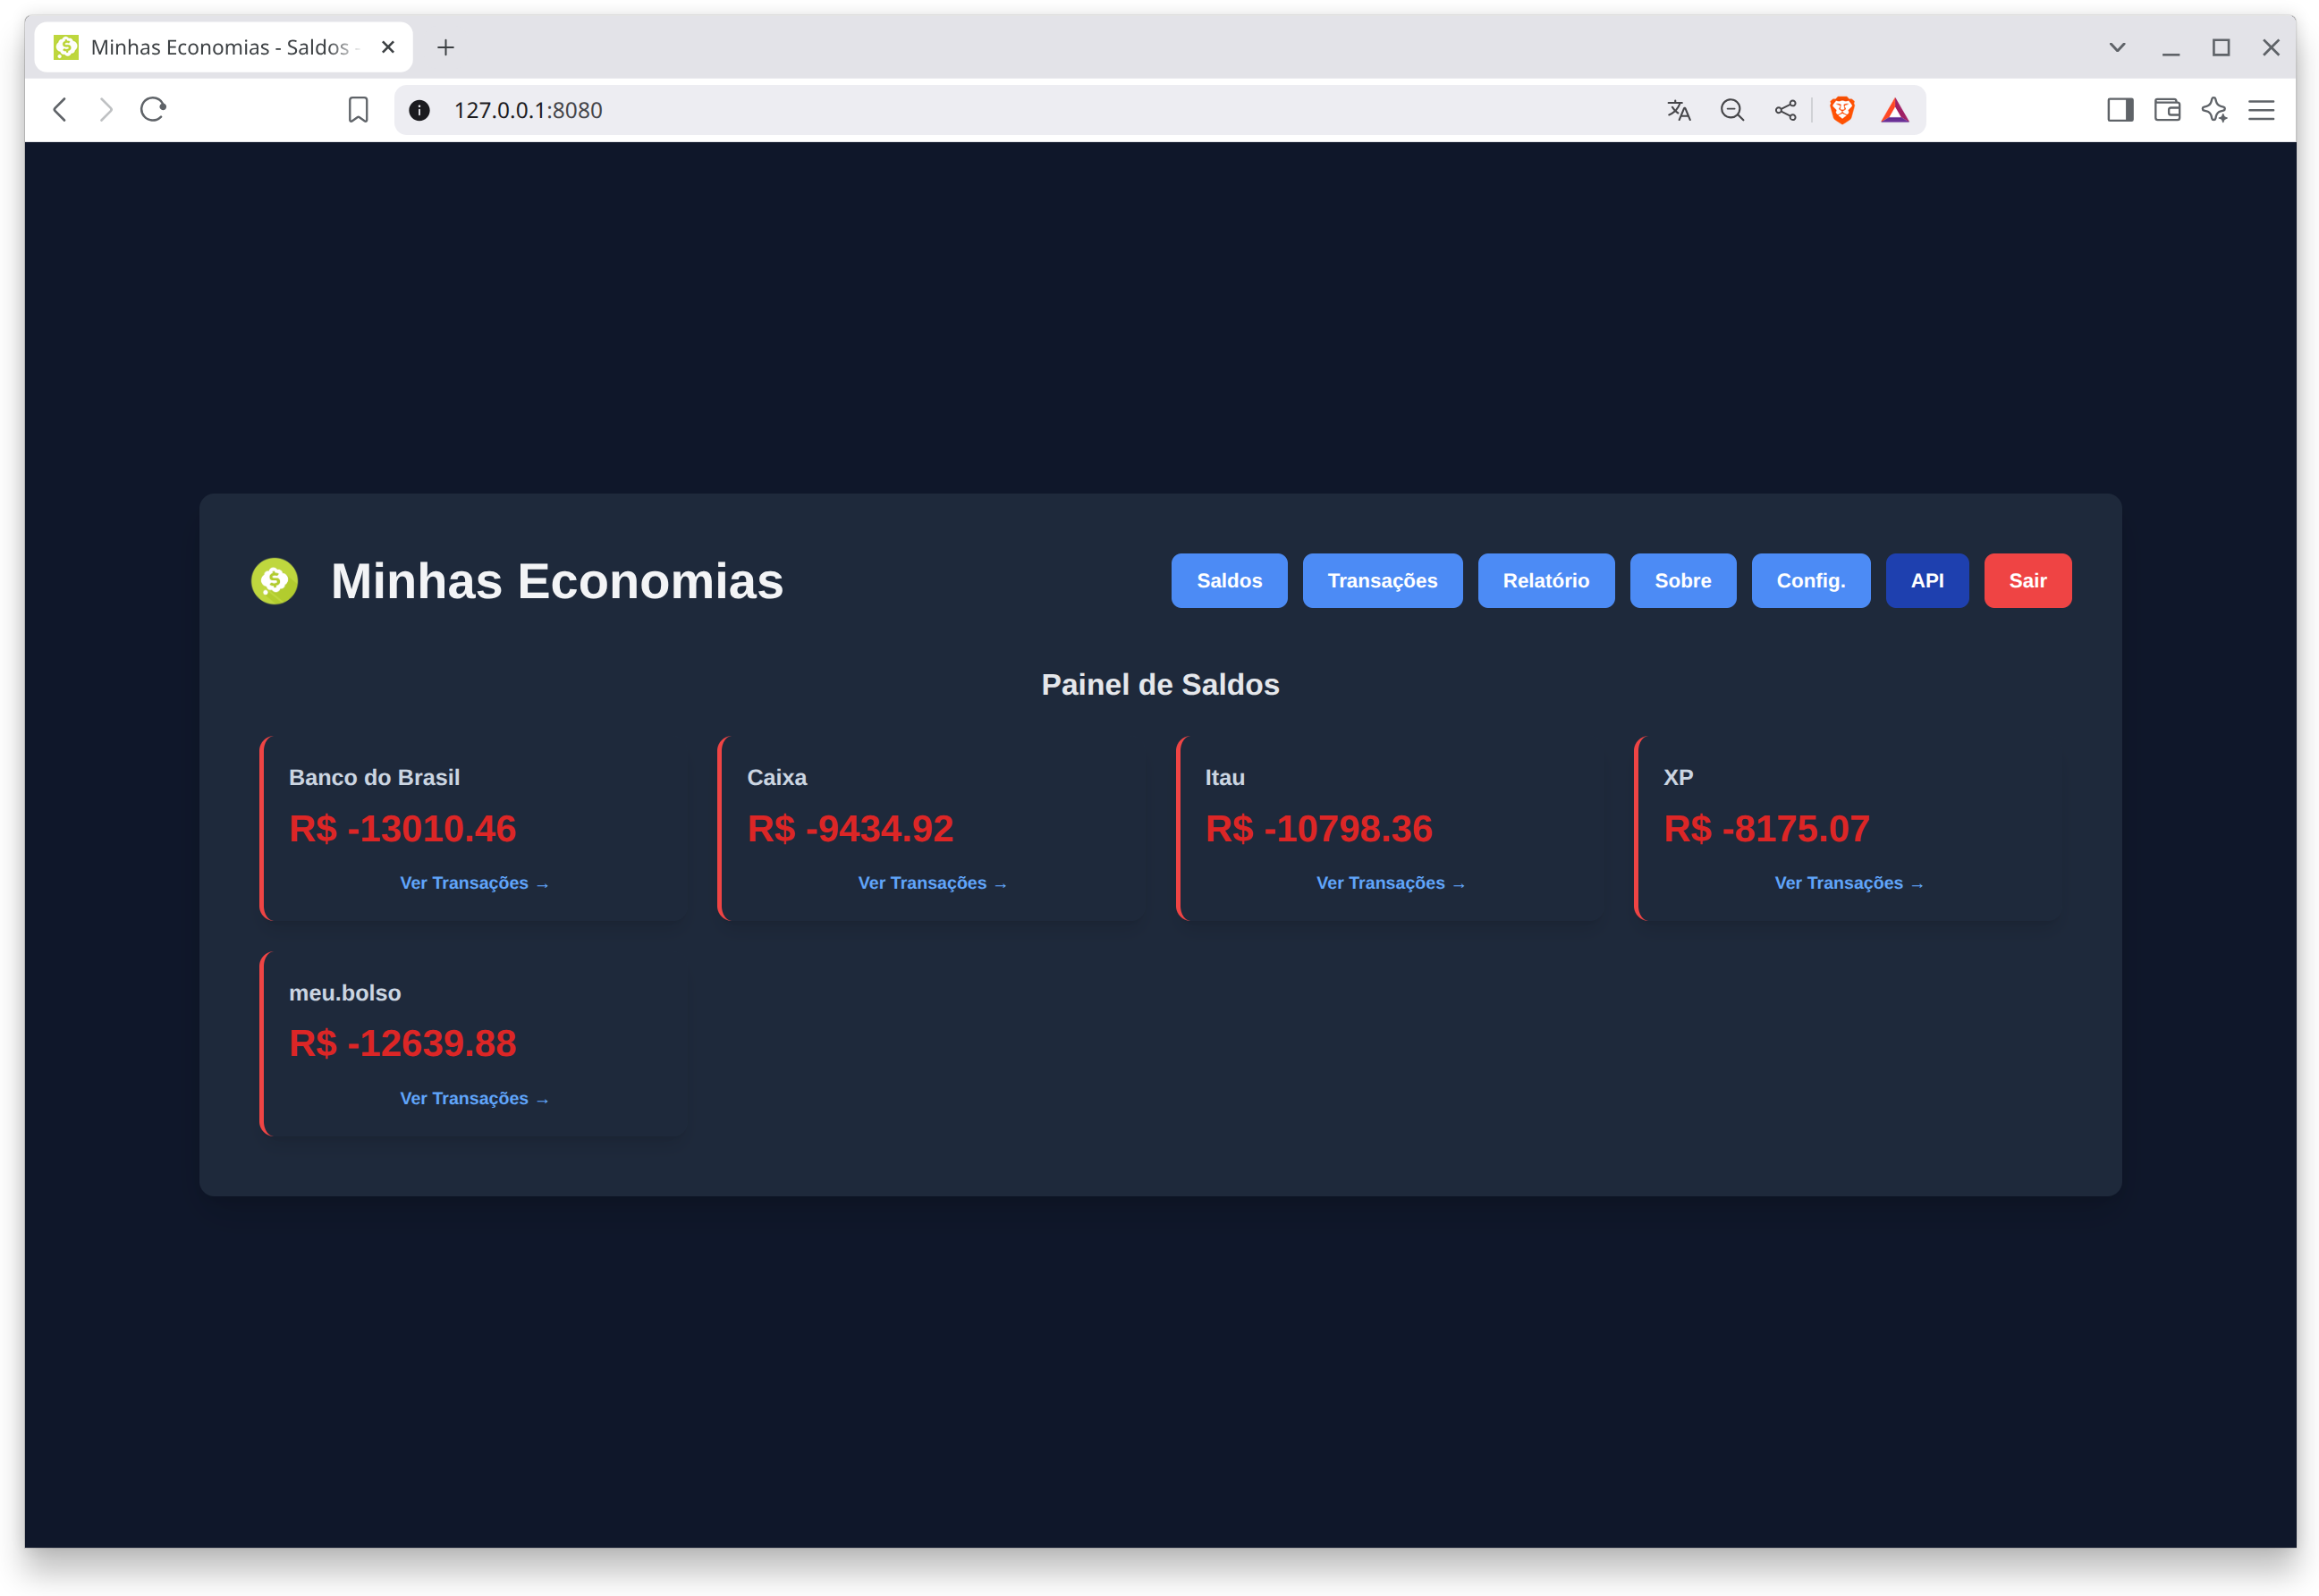 Minhas Economias - Saldos -
127.0.0.1:8080
Minhas Economias
Saldos Transações Relatório Sobre Config. API Sair
Painel de Saldos
Banco do Brasil
R$ -13010.46
Ver Transações →
Caixa
R$ -9434.92
Ver Transações →
Itau
R$ -10798.36
Ver Transações →
XP
R$ -8175.07
Ver Transações →
meu.bolso
R$ -12639.88
Ver Transações →